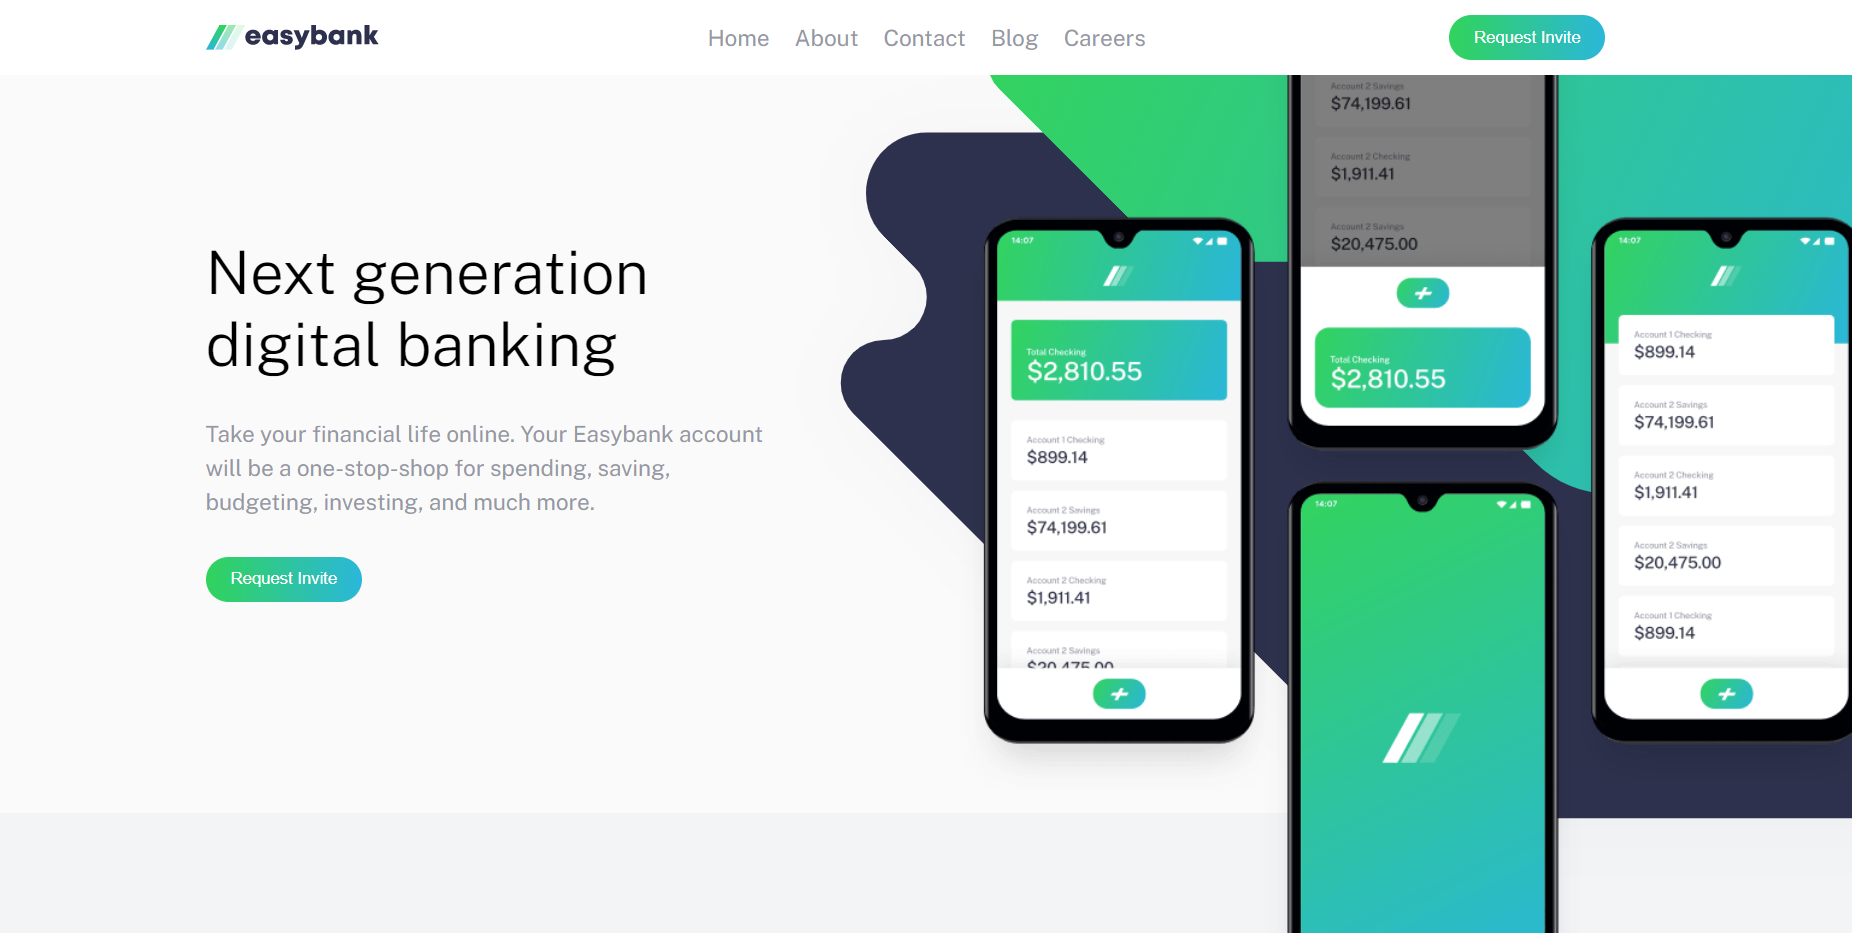 easybank
Home About Contact Blog Careers
Request Invite
Next generation
digital banking
Take your financial life online. Your Easybank account
will be a one-stop-shop for spending, saving,
budgeting, investing, and much more.
Request Invite
14:07
Total Checking
$2,810.55
Account 1 Checking
$899.14
Account 2 Savings
$74,199.61
Account 2 Checking
$1,911.41
Account 2 Savings
$20,475.00
Account 2 Savings
$74,199.61
Account 2 Checking
$1,911.41
Account 2 Savings
$20,475.00
Total Checking
$2,810.55
14:07
14:07
Account 1 Checking
$899.14
Account 2 Savings
$74,199.61
Account 2 Checking
$1,911.41
Account 2 Savings
$20,475.00
Account 1 Checking
$899.14